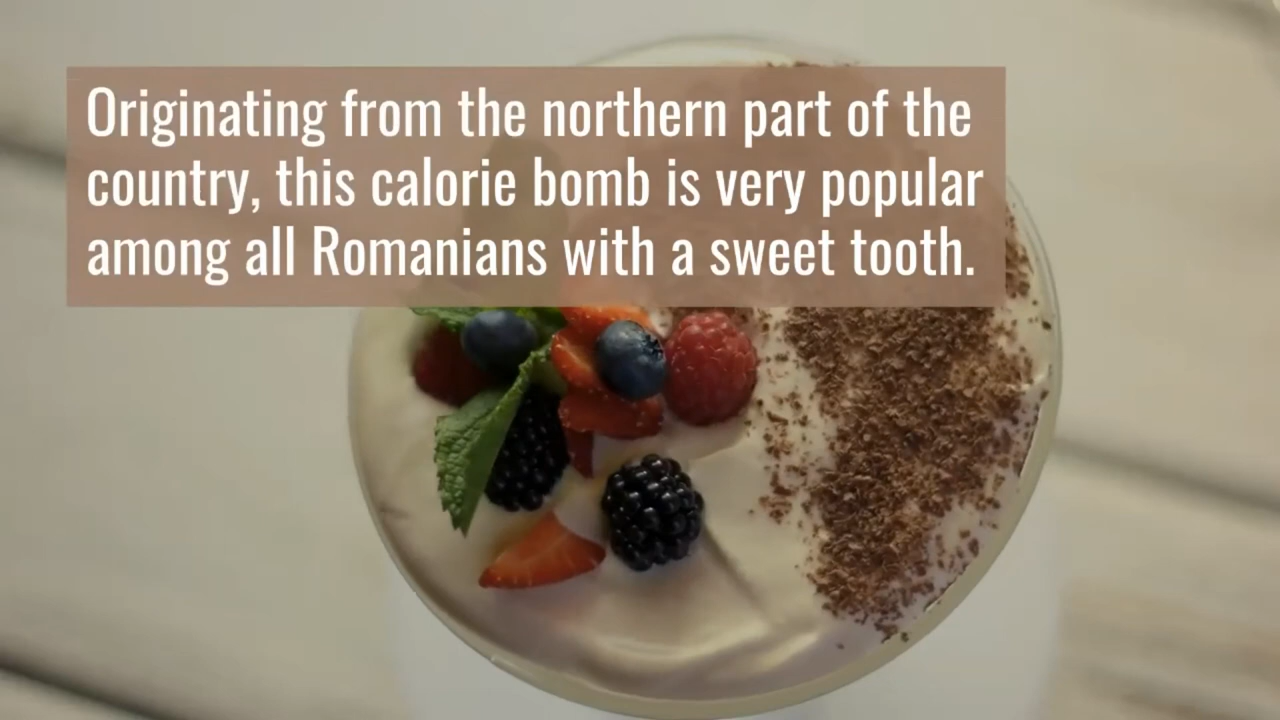 Originating from the northern part of the
country, this calorie bomb is very popular
among all Romanians with a sweet tooth.